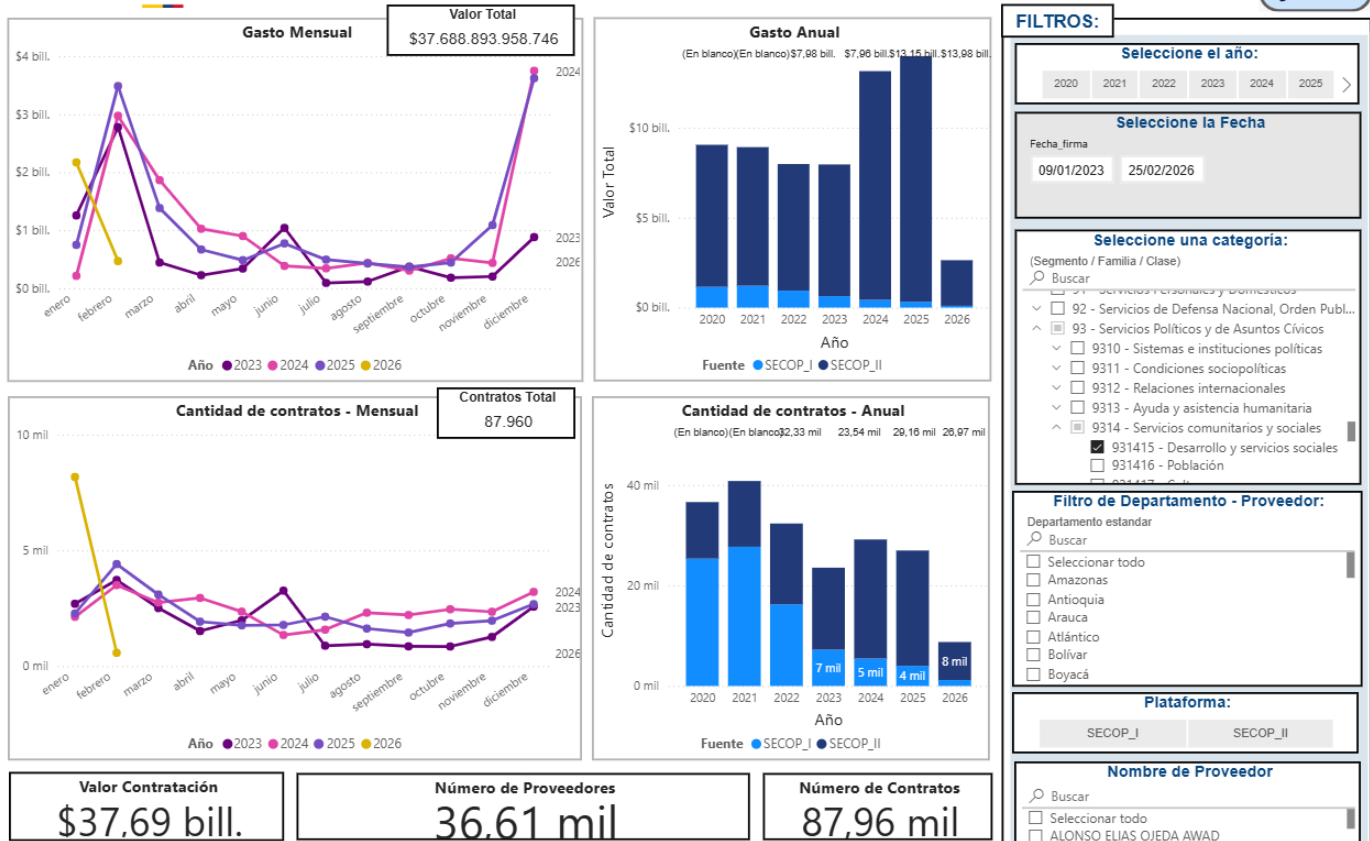 Gasto Mensual
Valor Total
$37.688.893.958.746
$4 bill.
$3 bill.
$2 bill.
$1 bill.
$0 bill.
2024
2023
2026
enero
febrero
marzo
abril
mayo
junio
julio
agosto
septiembre
octubre
noviembre
diciembre
Año 2023 2024 2025 2026
Gasto Anual
(En blanco)(En blanco)$7,98 bill. $7,96 bill.$13,15 bill.$13,98 bill.
Valor Total
$10 bill.
$5 bill.
$0 bill.
2020 2021 2022 2023 2024 2025 2026
Año
Fuente SECOP_I SECOP_II
Cantidad de contratos - Mensual
Contratos Total
87.960
10 mil
5 mil
0 mil
2024
2023
2026
enero
febrero
marzo
abril
mayo
junio
julio
agosto
septiembre
octubre
noviembre
diciembre
Año 2023 2024 2025 2026
Cantidad de contratos - Anual
(En blanco)(En blanco)32,33 mil 23,54 mil 29,16 mil 26,97 mil
Cantidad de contratos
40 mil
20 mil
0 mil
7 mil
5 mil
4 mil
8 mil
2020 2021 2022 2023 2024 2025 2026
Año
Fuente SECOP_I SECOP_II
Valor Contratación
$37,69 bill.
Número de Proveedores
36,61 mil
Número de Contratos
87,96 mil
FILTROS:
Seleccione el año:
2020 2021 2022 2023 2024 2025
Seleccione la Fecha
Fecha_firma
09/01/2023 25/02/2026
Seleccione una categoría:
(Segmento / Familia / Clase)
Buscar
91 - Servicios Personales y Domésticos
92 - Servicios de Defensa Nacional, Orden Publ...
93 - Servicios Políticos y de Asuntos Cívicos
9310 - Sistemas e instituciones políticas
9311 - Condiciones sociopolíticas
9312 - Relaciones internacionales
9313 - Ayuda y asistencia humanitaria
9314 - Servicios comunitarios y sociales
931415 - Desarrollo y servicios sociales
931416 - Población
Filtro de Departamento - Proveedor:
Departamento estandar
Buscar
Seleccionar todo
Amazonas
Antioquia
Arauca
Atlántico
Bolívar
Boyacá
Plataforma:
SECOP_I SECOP_II
Nombre de Proveedor
Buscar
Seleccionar todo
ALONSO ELIAS OJEDA AWAD